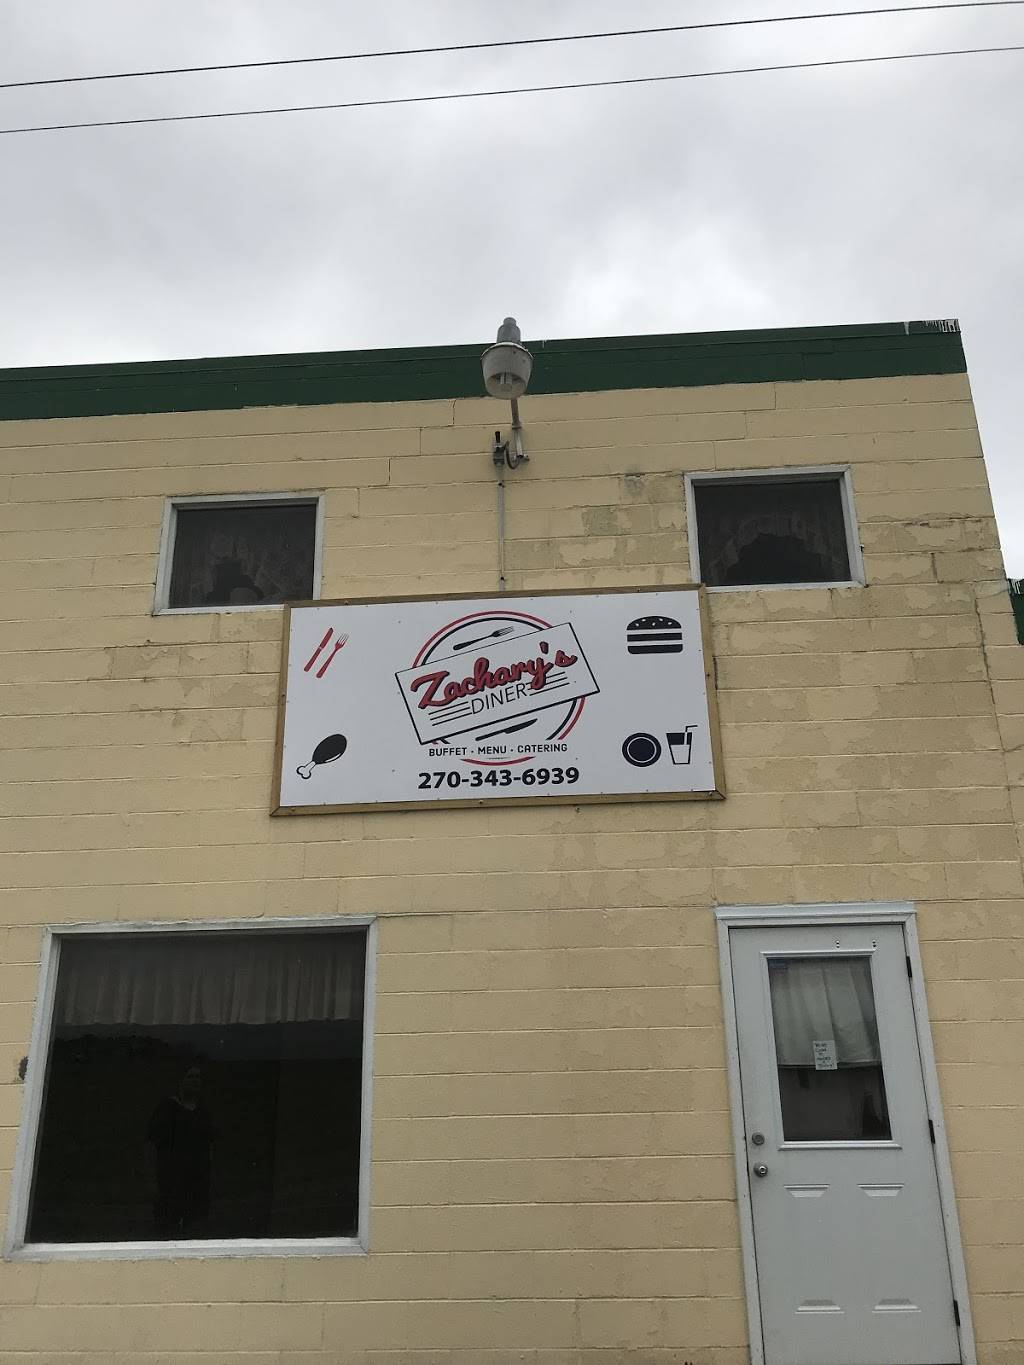 Zachary's
DINER
BUFFET • MENU • CATERING
270-343-6939